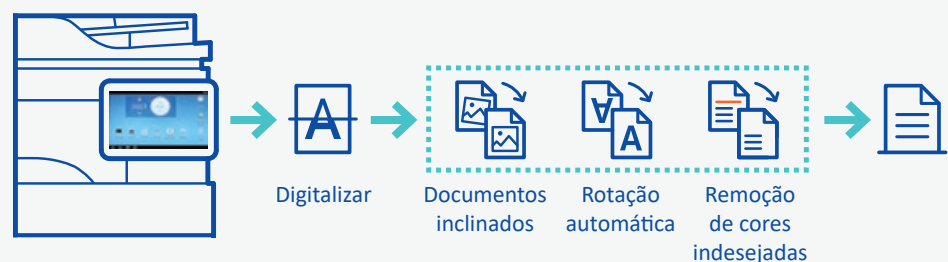 A
A
A
Digitalizar
Documentos
inclinados
Rotação
automática
Remoção
de cores
indesejadas